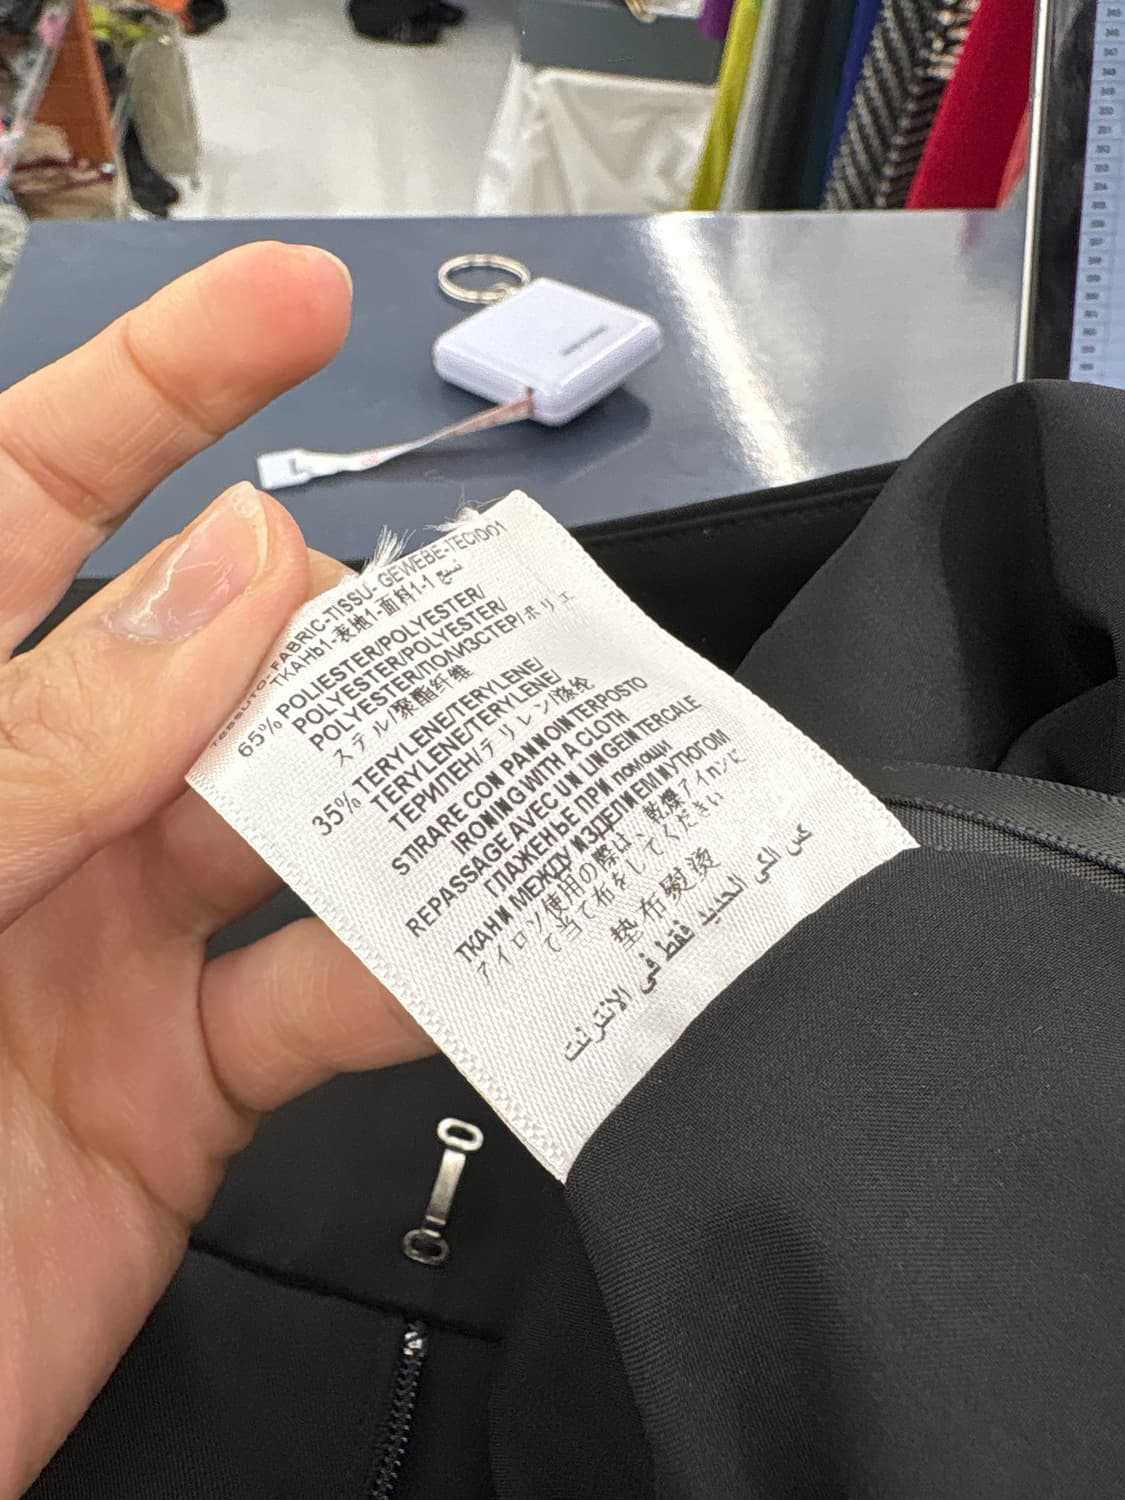 TESSUTO-FABRIC-TISSU- GEWEBE-ТЕСІ001
ТКАНЬ1-表地1-面料1-1 نسيج
65% POLIESTER/POLYESTER/
POLYESTER/POLYESTER/
POLYESTER/ПОЛИЭСТЕР/ポリエ
ステル/聚酯纤维
35% TERYLENE/TERYLENE/
TERYLENE/TERYLENE/
ТЕРИЛЕН/テリレン/涤纶
STIRARE CON PANNO INTERPOSTO
IRONING WITH A CLOTH
REPASSAGE AVEC UN LINGE INTERCALE
ГЛАЖЕНЬЕ ПРИ помощи
ТКАНИ МЕЖДУ ИЗДЕЛИЕМ И УТЮГОМ
アイロソ使用の際は、乾燥アイロンに
て当て布をしてください
垫布熨烫
كس الكي الحديد فقط في الانترنت